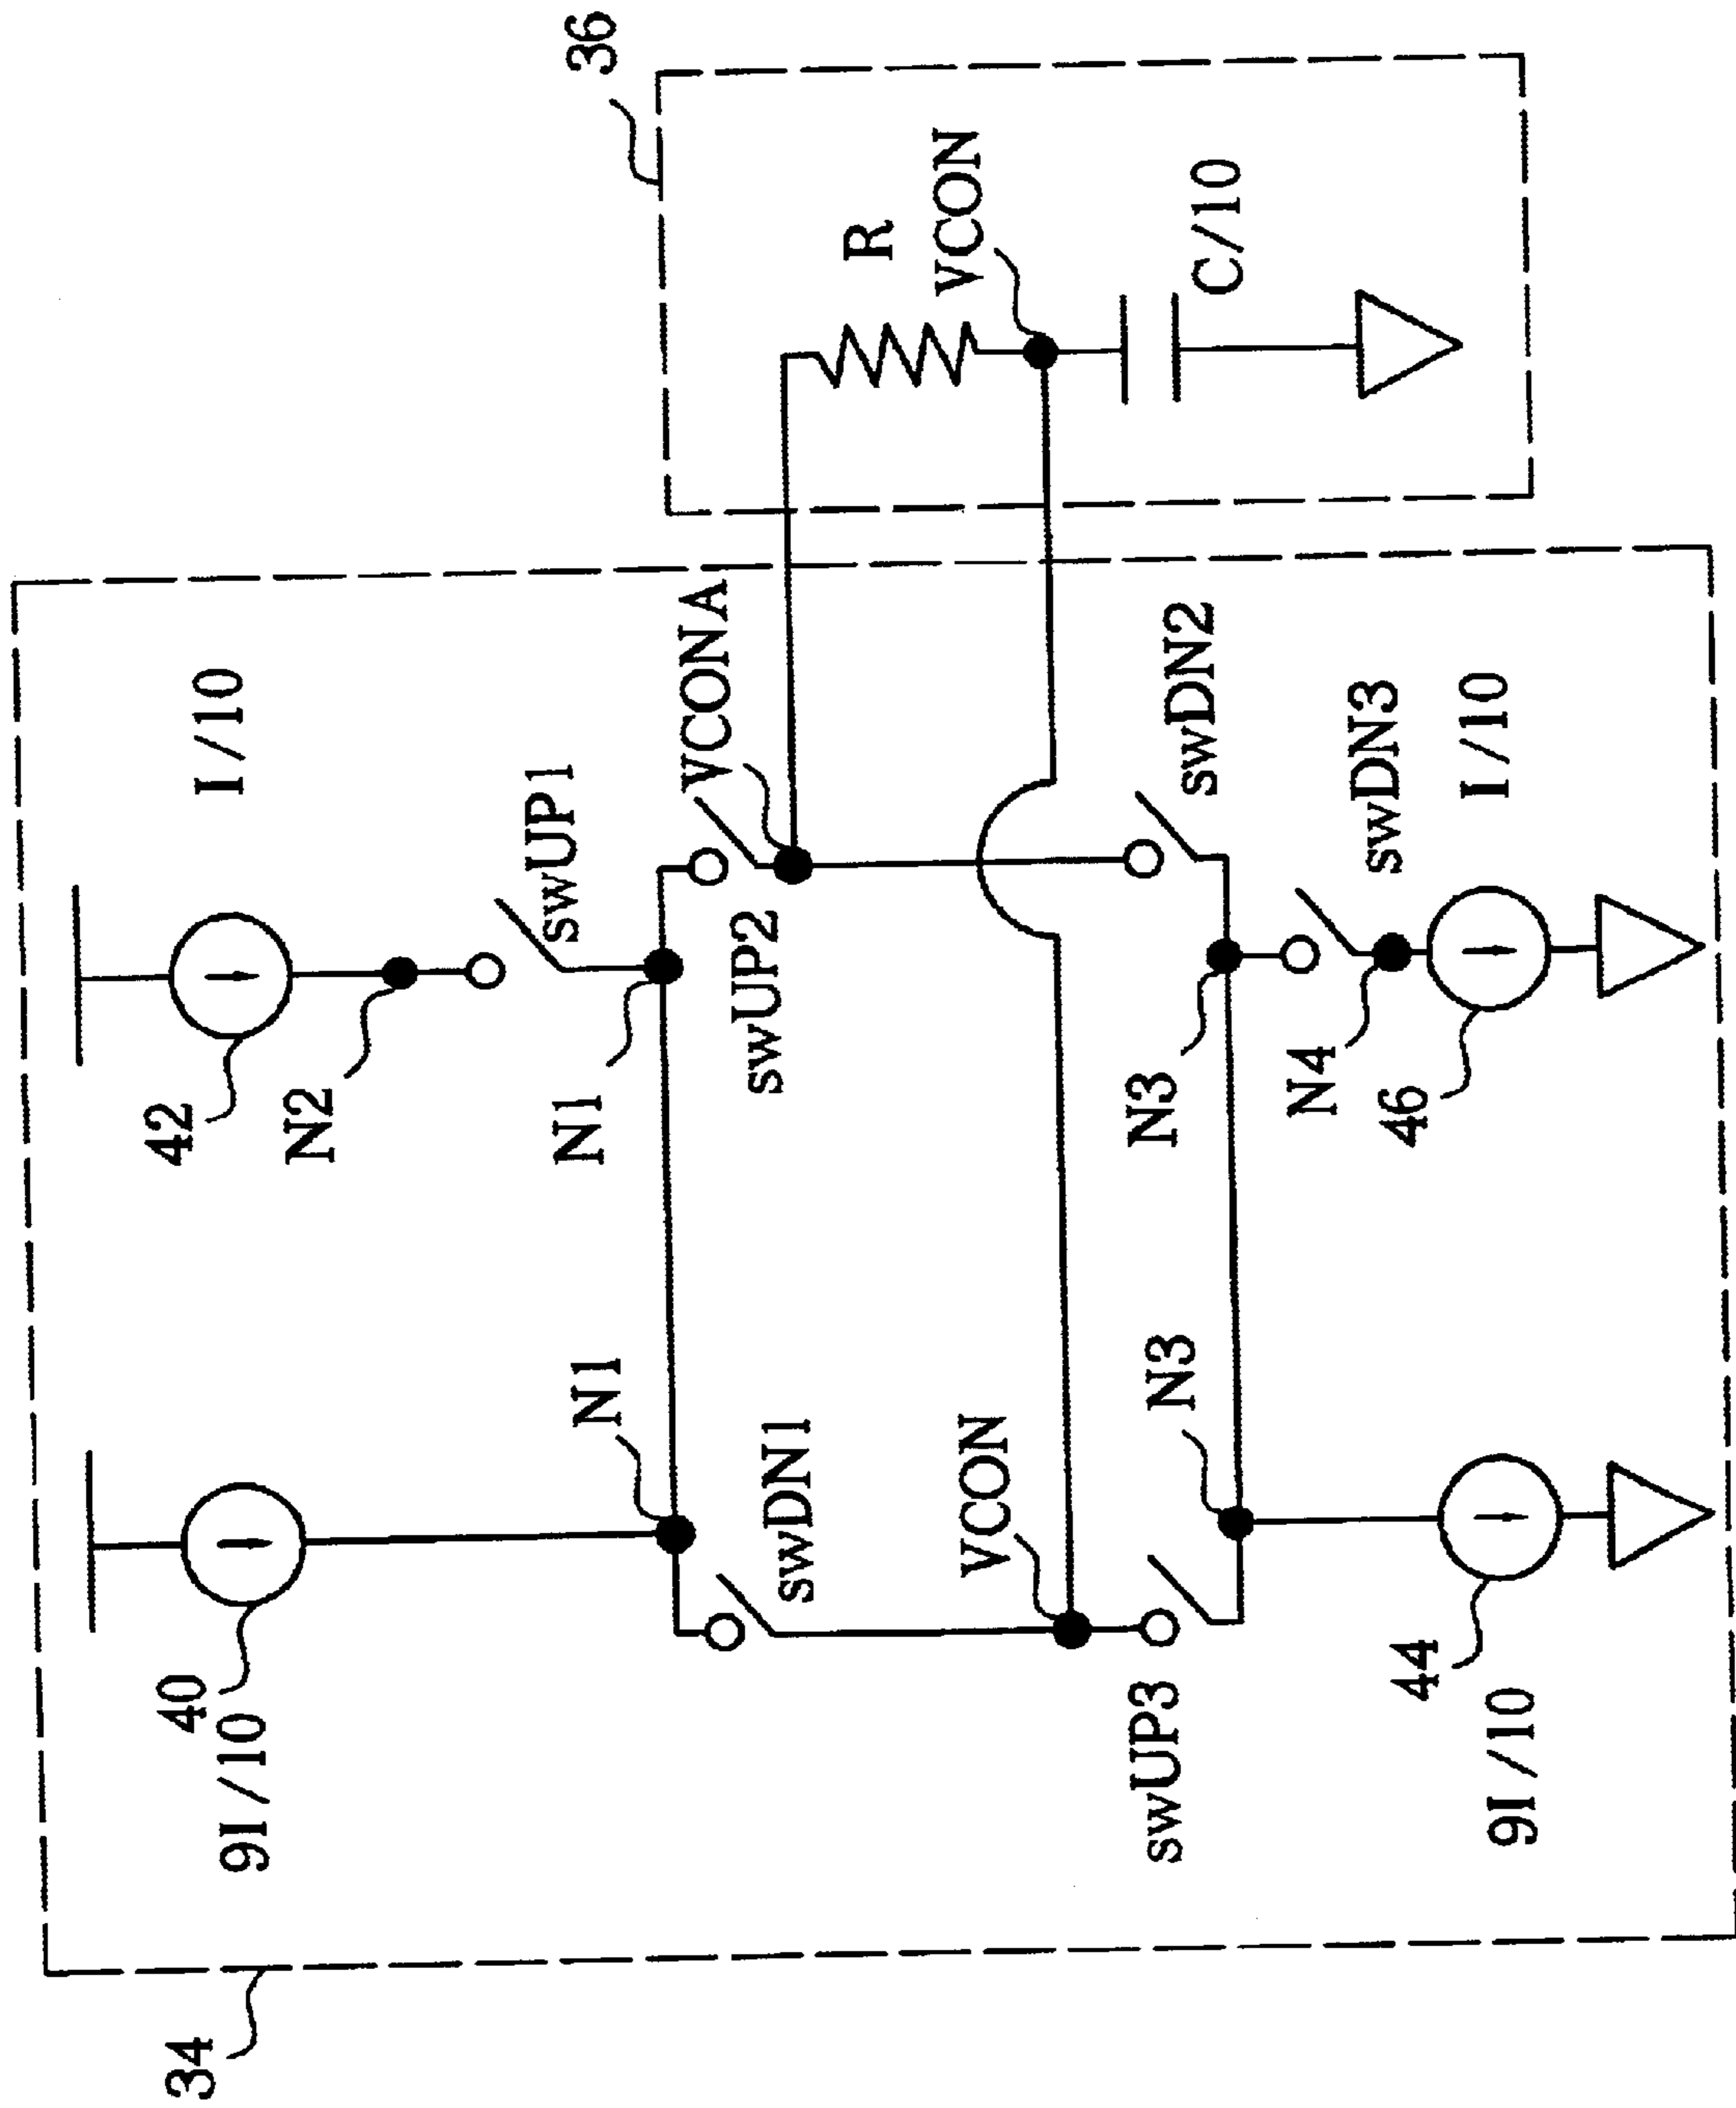 34
36
40
9I/10
42
I/10
N2
swUP1
N1
N1
swUP2
VCONA
swDN1
R
VCON
VCON
C/10
swUP3
N3
N3
swDN2
N4
swDN3
44
9I/10
46
I/10